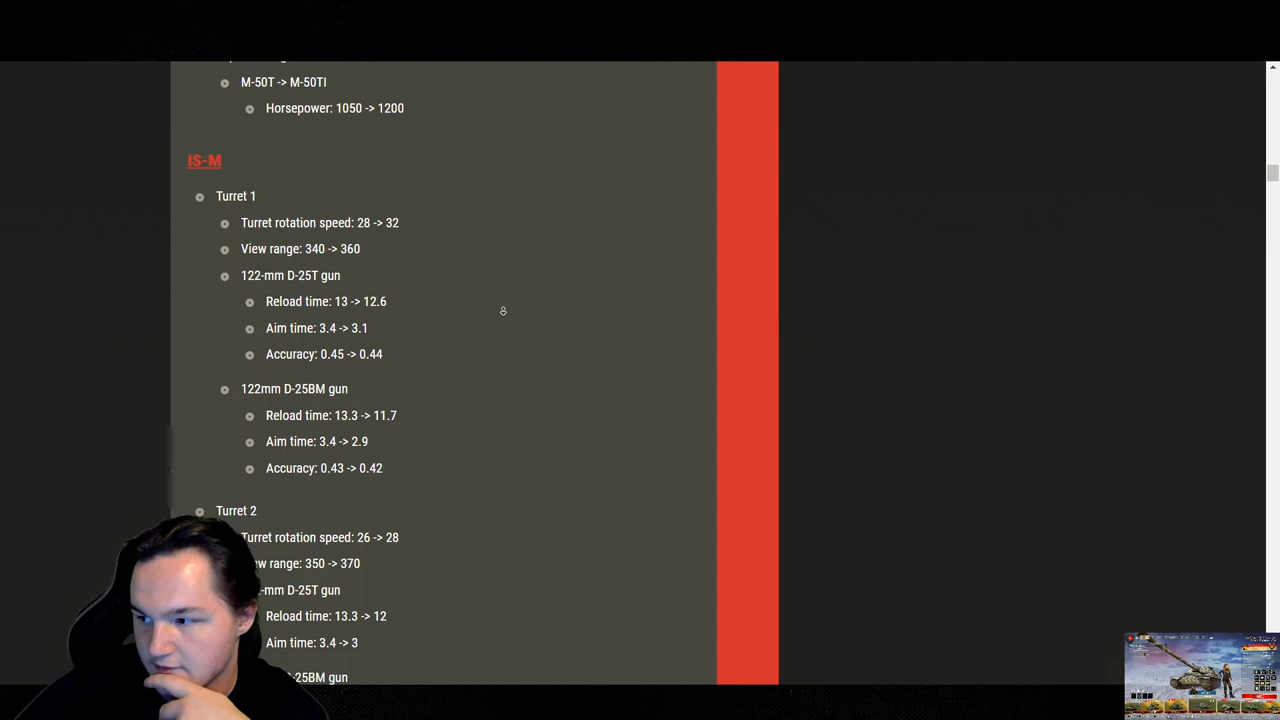 M-50T -> M-50TI
Horsepower: 1050 -> 1200
IS-M
Turret 1
Turret rotation speed: 28 -> 32
View range: 340 -> 360
122-mm D-25T gun
Reload time: 13 -> 12.6
Aim time: 3.4 -> 3.1
Accuracy: 0.45 -> 0.44
122mm D-25BM gun
Reload time: 13.3 -> 11.7
Aim time: 3.4 -> 2.9
Accuracy: 0.43 -> 0.42
Turret 2
Turret rotation speed: 26 -> 28
range: 350 -> 370
-mm D-25T gun
Reload time: 13.3 -> 12
Aim time: 3.4 -> 3
D-25BM gun